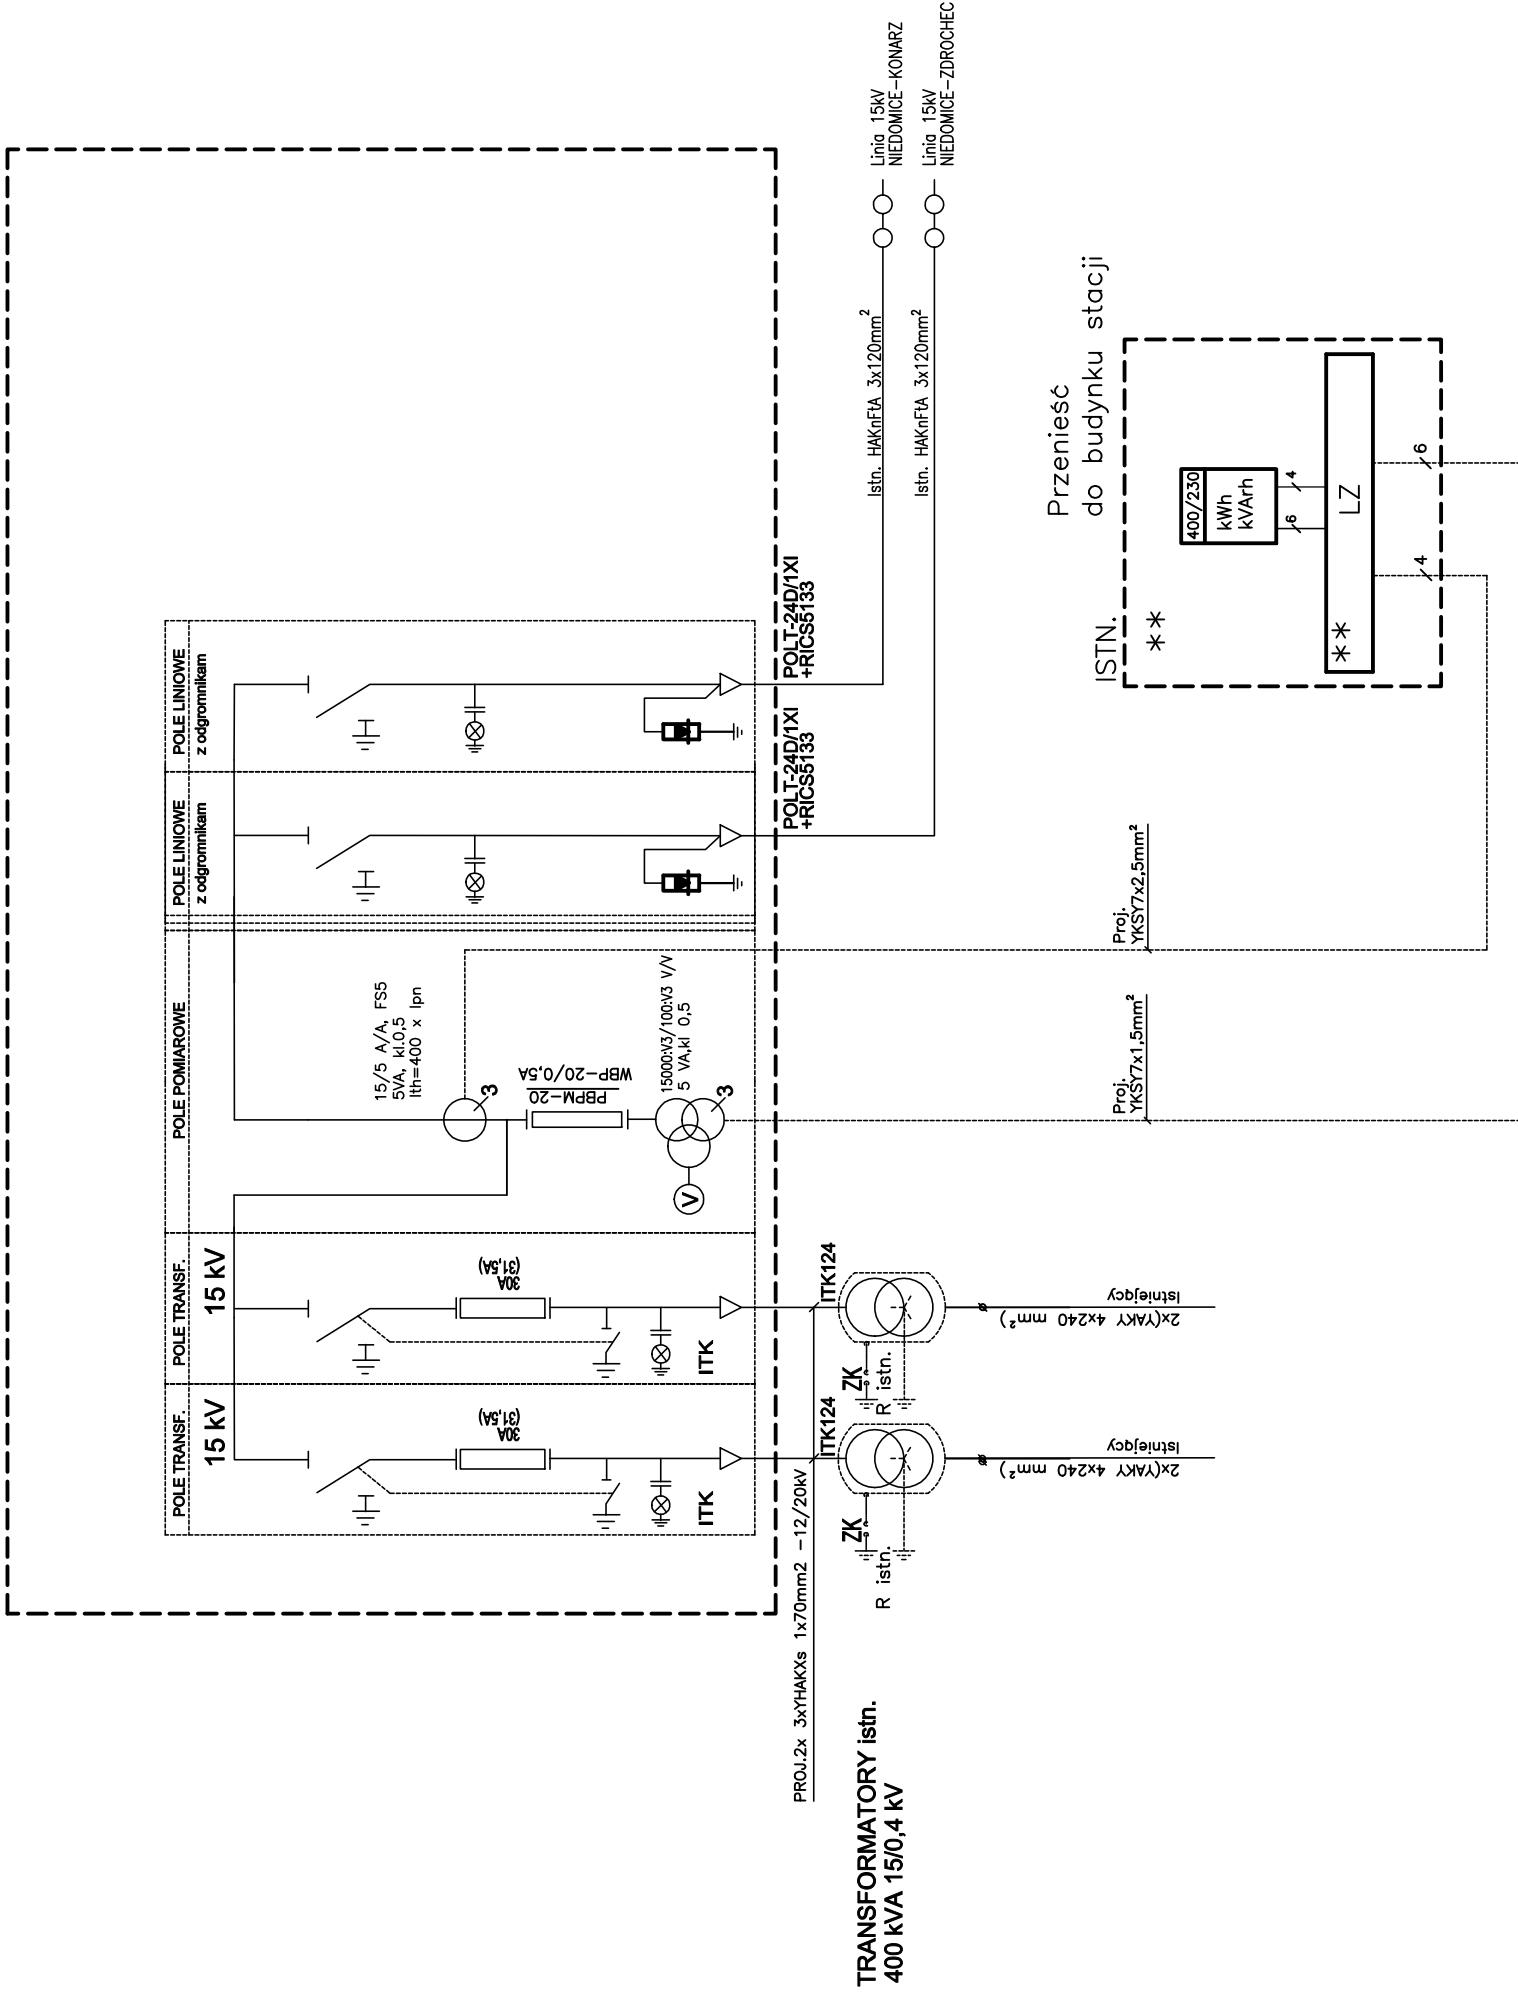 POLE TRANSF.
15 kV
30A
(31,5A)
ITK
POLE TRANSF.
15 kV
30A
(31,5A)
ITK
POLE POMIAROWE
15/5 A/A, FS5
5VA, kl.0,5
Ith=400 x Ipn
3
PBPM-20
WBP-20/0,5A
15000:V3/100:V3 V/V
5 VA,kl 0,5
3
V
POLE LINIOWE
z odgromnikam
POLT-24D/1XI
+RICS5133
POLE LINIOWE
z odgromnikam
POLT-24D/1XI
+RICS5133
PROJ.2x 3xYHAKXs 1x70mm2 -12/20kV
TRANSFORMATORY istn.
400 kVA 15/0,4 kV
ITK124
ZK
R istn.
2x(YAKY 4x240 mm²)
Istniejący
ITK124
ZK
R istn.
2x(YAKY 4x240 mm²)
Istniejący
Istn. HAKnFtA 3x120mm²
Linia 15kV
NIEDOMICE-KONARZ
Istn. HAKnFtA 3x120mm²
Linia 15kV
NIEDOMICE-ZDROCHEC
Proj.
YKSY7x1,5mm²
Proj.
YKSY7x2,5mm²
Przenieść
do budynku stacji
ISTN.
**
400/230
kWh
kVArh
6
4
**
LZ
4
6